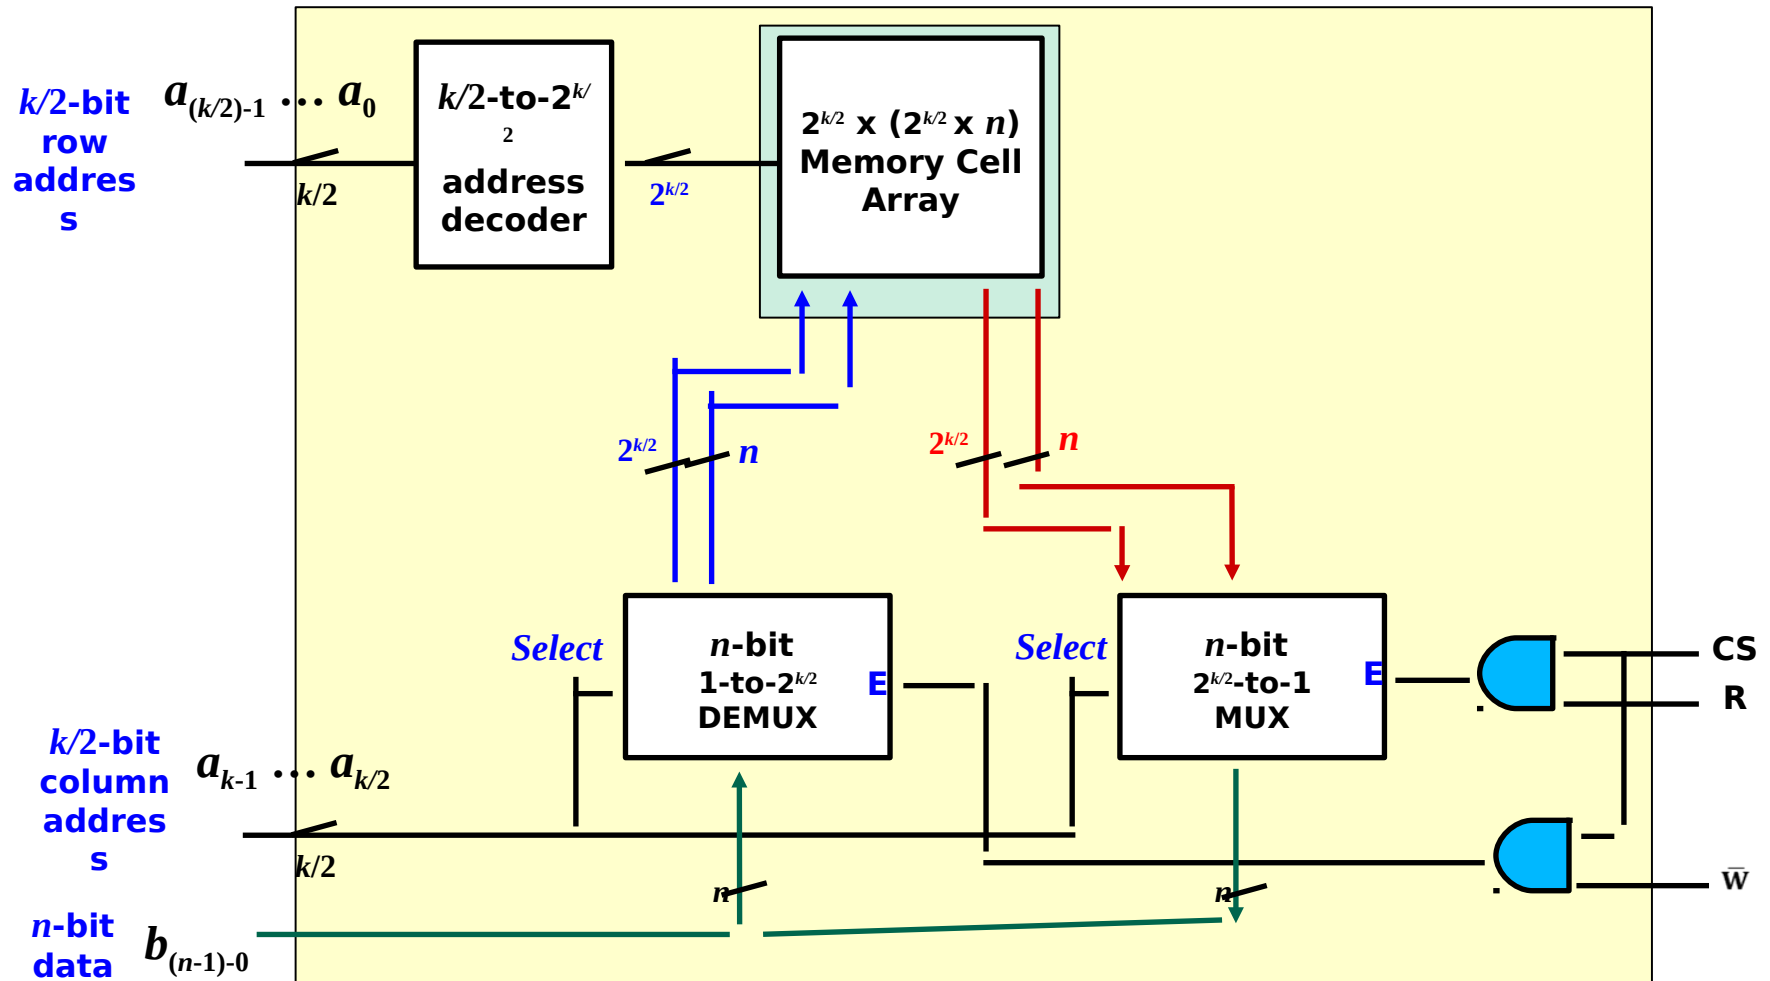 k/2-bit
row
addres
s
a(k/2)-1 … a0
k/2
k/2-to-2k/
2
address
decoder
2k/2
2k/2 x (2k/2 x n)
Memory Cell
Array
2k/2
n
2k/2
n
Select
n-bit
1-to-2k/2
DEMUX
E
Select
n-bit
2k/2-to-1
MUX
E
CS
R
k/2-bit
column
addres
s
ak-1 … ak/2
k/2
n
n
W̅
n-bit
data
b(n-1)-0